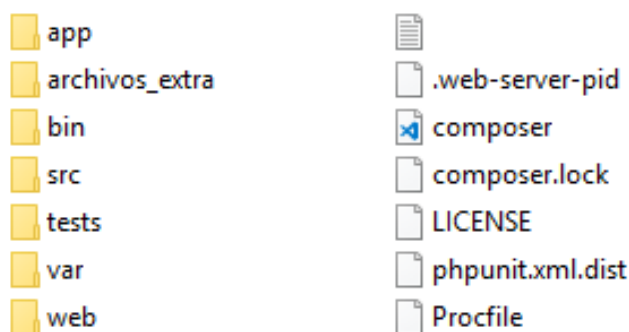 app
archivos_extra
bin
src
tests
var
web
.web-server-pid
composer
composer.lock
LICENSE
phpunit.xml.dist
Procfile